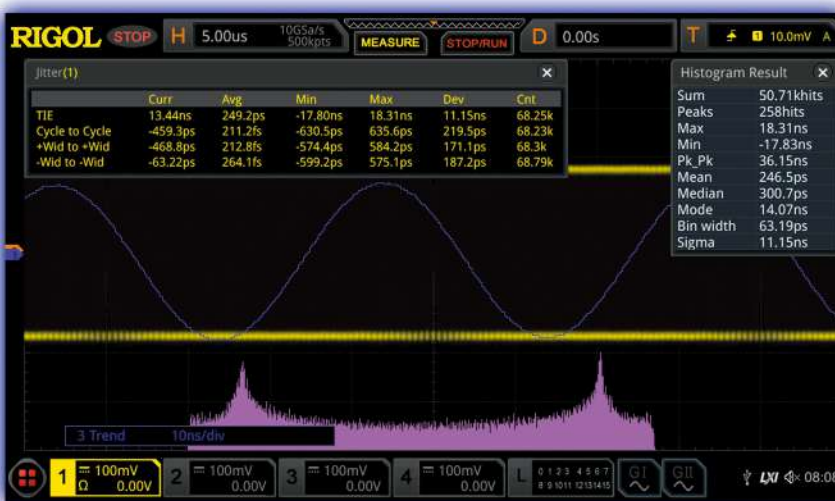 RIGOL STOP H 5.00us 10GSa/s 500kpts MEASURE STOP/RUN D 0.00s T 1 10.0mV A
Jitter(1) ×
Curr Avg Min Max Dev Cnt
TIE 13.44ns 249.2ps -17.80ns 18.31ns 11.15ns 68.25k
Cycle to Cycle -459.3ps 211.2fs -630.5ps 635.6ps 219.5ps 68.23k
+Wid to +Wid -468.8ps 212.8fs -574.4ps 584.2ps 171.1ps 68.3k
-Wid to -Wid -63.22ps 264.1fs -599.2ps 575.1ps 187.2ps 68.79k
Histogram Result ×
Sum 50.71khits
Peaks 258hits
Max 18.31ns
Min -17.83ns
Pk_Pk 36.15ns
Mean 246.5ps
Median 300.7ps
Mode 14.07ns
Bin width 63.19ps
Sigma 11.15ns
3 Trend 10ns/div
1 100mV Ω 0.00V
2 100mV 0.00V
3 100mV 0.00V
4 100mV 0.00V
L 0 1 2 3 4 5 6 7
8 9 10 11 12 13 14 15
GI GII
LXI 08:08